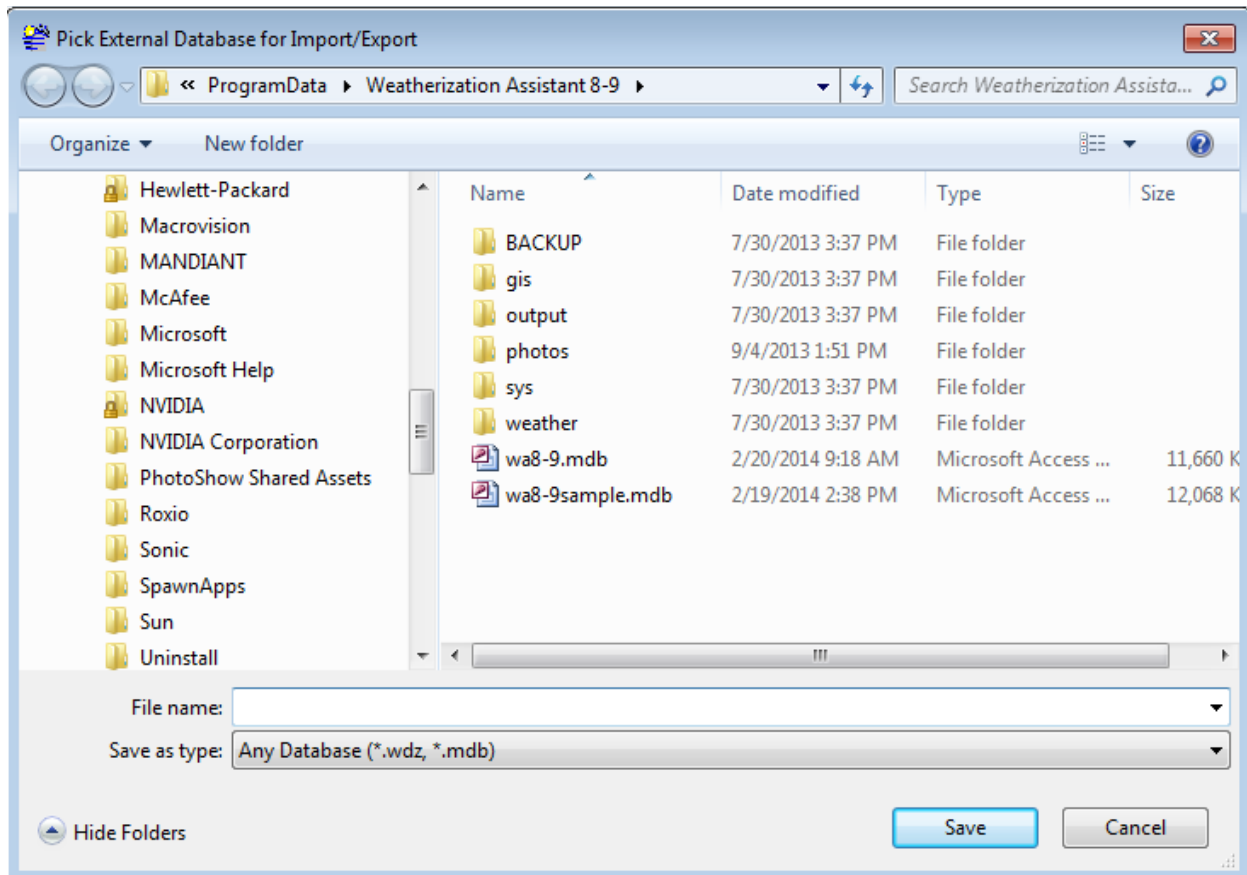 Pick External Database for Import/Export
« ProgramData Weatherization Assistant 8-9 Search Weatherization Assista...
Organize New folder
Hewlett-Packard
Macrovision
MANDIANT
McAfee
Microsoft
Microsoft Help
NVIDIA
NVIDIA Corporation
PhotoShow Shared Assets
Roxio
Sonic
SpawnApps
Sun
Uninstall
Name Date modified Type Size
BACKUP 7/30/2013 3:37 PM File folder
gis 7/30/2013 3:37 PM File folder
output 7/30/2013 3:37 PM File folder
photos 9/4/2013 1:51 PM File folder
sys 7/30/2013 3:37 PM File folder
weather 7/30/2013 3:37 PM File folder
wa8-9.mdb 2/20/2014 9:18 AM Microsoft Access ... 11,660 K
wa8-9sample.mdb 2/19/2014 2:38 PM Microsoft Access ... 12,068 K
File name:
Save as type: Any Database (*.wdz, *.mdb)
Hide Folders Save Cancel